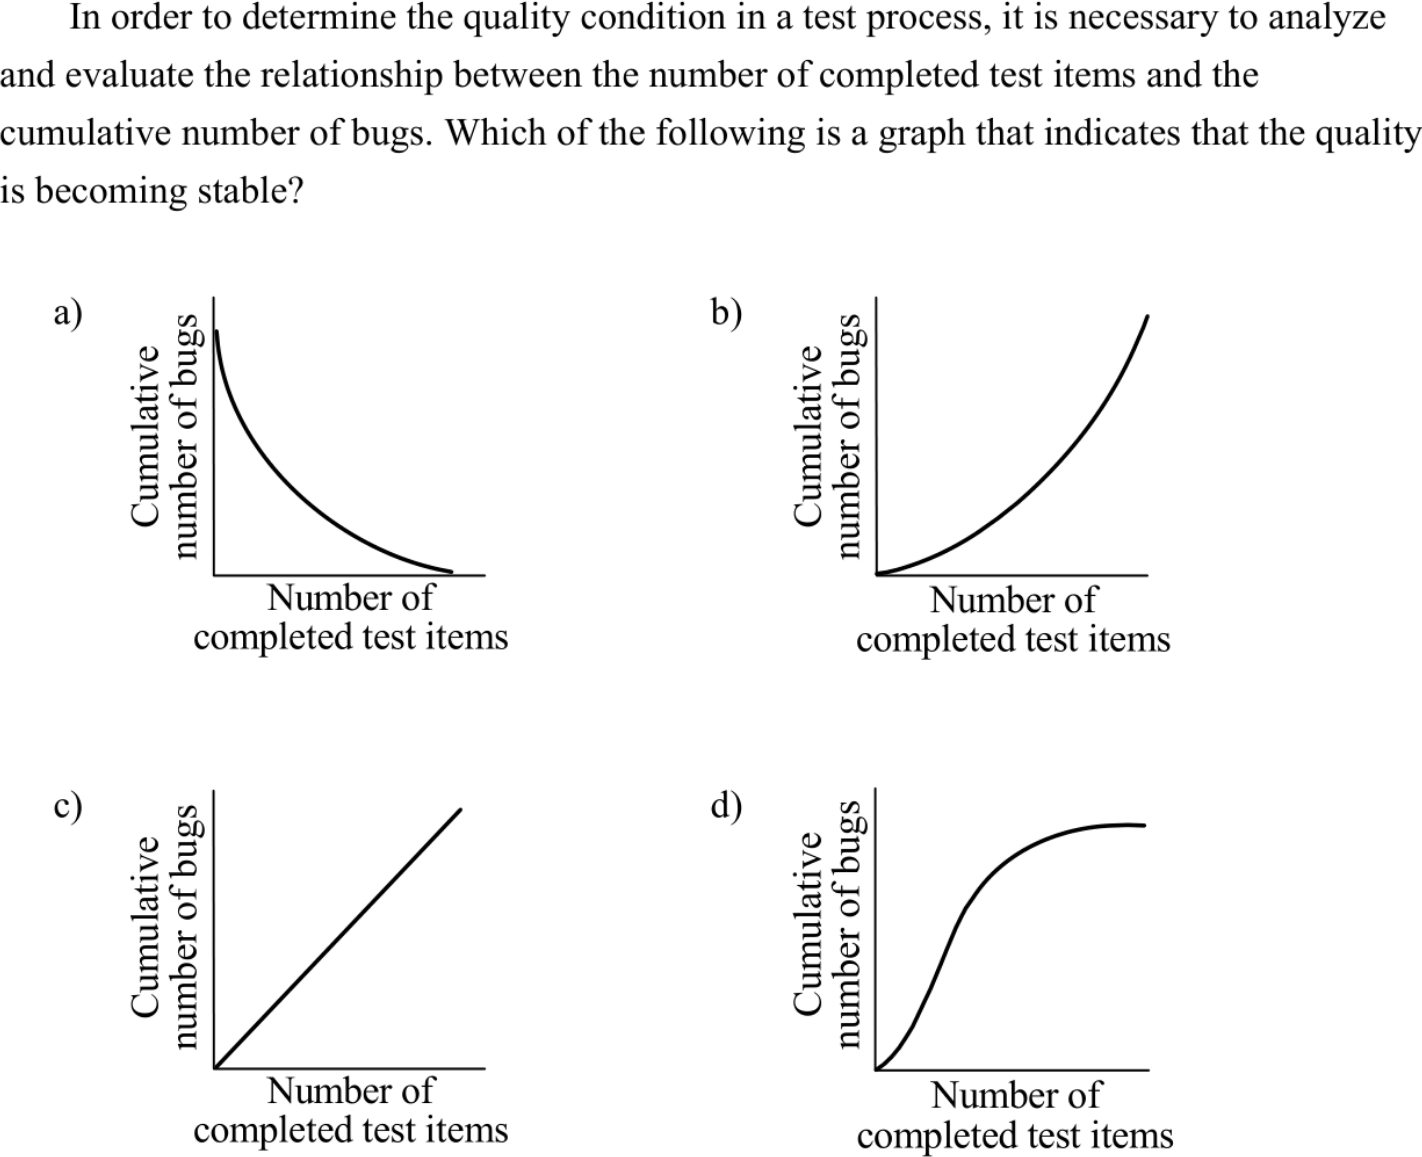 In order to determine the quality condition in a test process, it is necessary to analyze
and evaluate the relationship between the number of completed test items and the
cumulative number of bugs. Which of the following is a graph that indicates that the quality
is becoming stable?
a)
Cumulative
number of bugs
Number of
completed test items
b)
Cumulative
number of bugs
Number of
completed test items
c)
Cumulative
number of bugs
Number of
completed test items
d)
Cumulative
number of bugs
Number of
completed test items